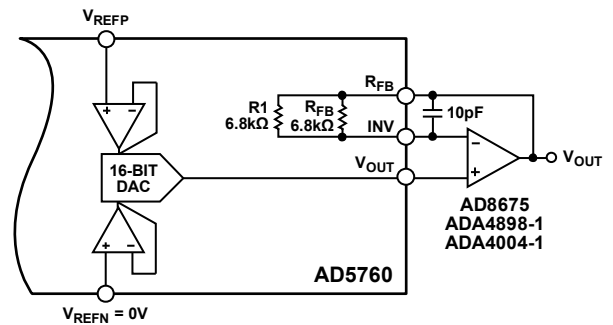 VREFP
RFB
R1
6.8kΩ
RFB
6.8kΩ
10pF
INV
16-BIT
DAC
VOUT
VOUT
AD8675
ADA4898-1
ADA4004-1
AD5760
VREFN = 0V
+
−
+
−
−
+